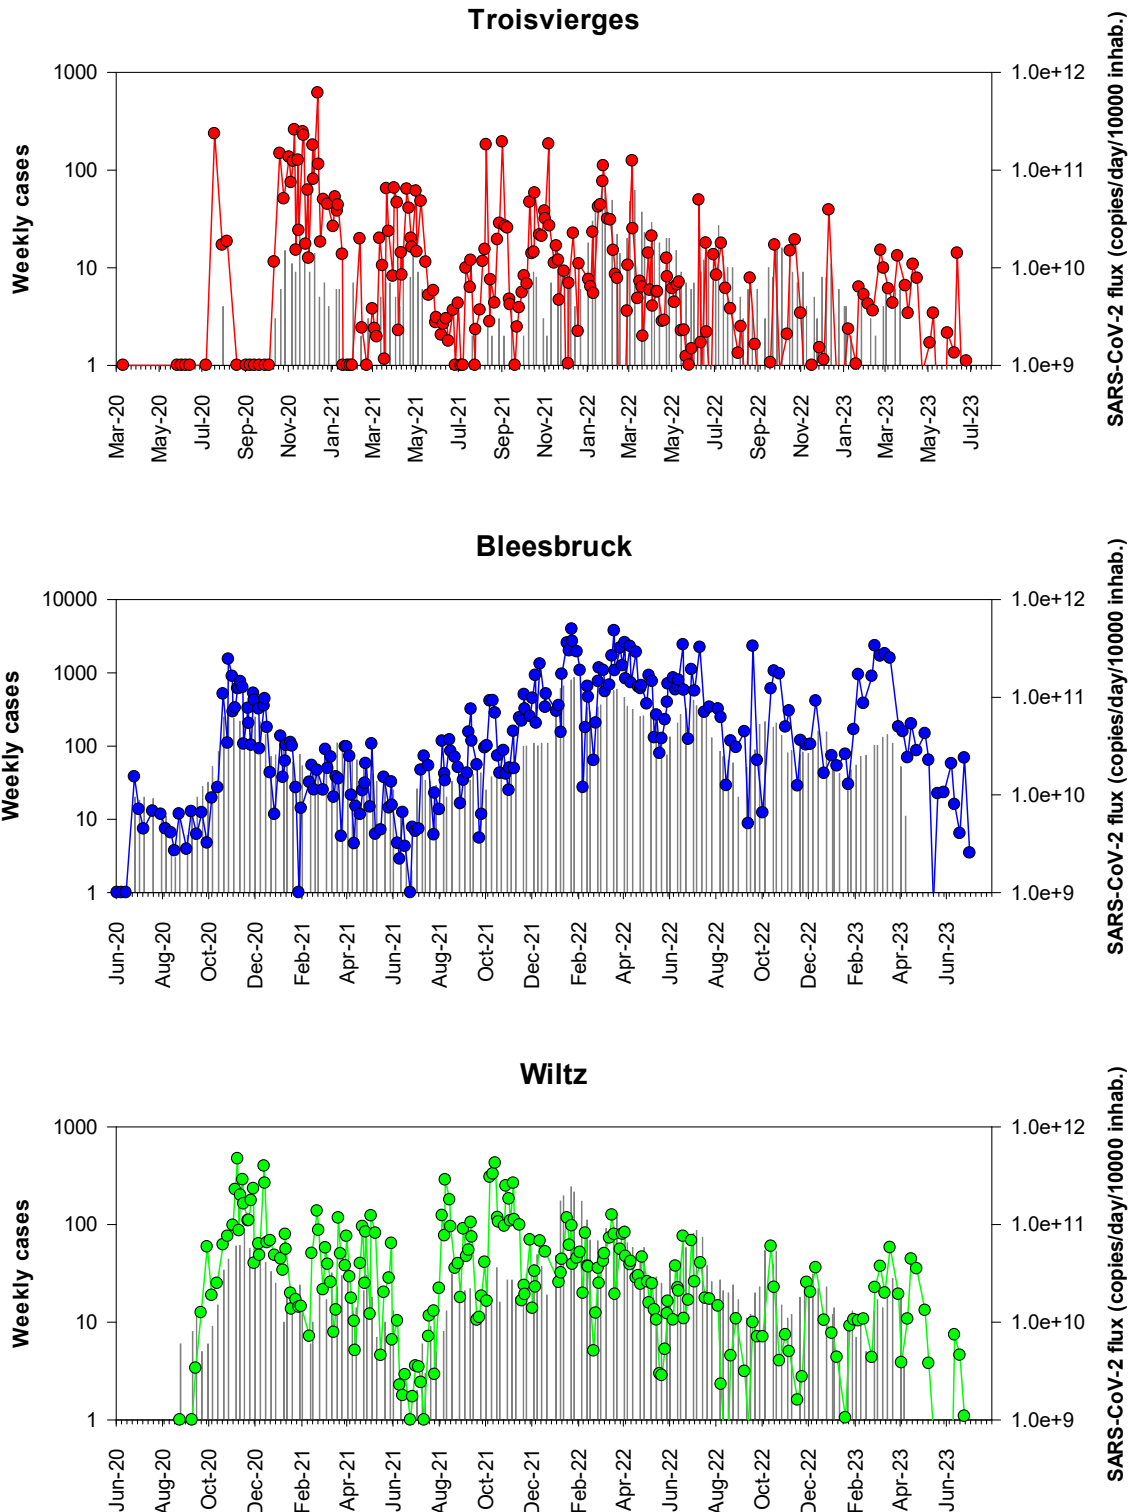 Troisvierges
1000
100
10
1
Weekly cases
1.0e+12
1.0e+11
1.0e+10
1.0e+9
SARS-CoV-2 flux (copies/day/10000 inhab.)
Mar-20
May-20
Jul-20
Sep-20
Nov-20
Jan-21
Mar-21
May-21
Jul-21
Sep-21
Nov-21
Jan-22
Mar-22
May-22
Jul-22
Sep-22
Nov-22
Jan-23
Mar-23
May-23
Jul-23
Bleesbruck
10000
1000
100
10
1
Weekly cases
1.0e+12
1.0e+11
1.0e+10
1.0e+9
SARS-CoV-2 flux (copies/day/10000 inhab.)
Jun-20
Aug-20
Oct-20
Dec-20
Feb-21
Apr-21
Jun-21
Aug-21
Oct-21
Dec-21
Feb-22
Apr-22
Jun-22
Aug-22
Oct-22
Dec-22
Feb-23
Apr-23
Jun-23
Wiltz
1000
100
10
1
Weekly cases
1.0e+12
1.0e+11
1.0e+10
1.0e+9
SARS-CoV-2 flux (copies/day/10000 inhab.)
Jun-20
Aug-20
Oct-20
Dec-20
Feb-21
Apr-21
Jun-21
Aug-21
Oct-21
Dec-21
Feb-22
Apr-22
Jun-22
Aug-22
Oct-22
Dec-22
Feb-23
Apr-23
Jun-23